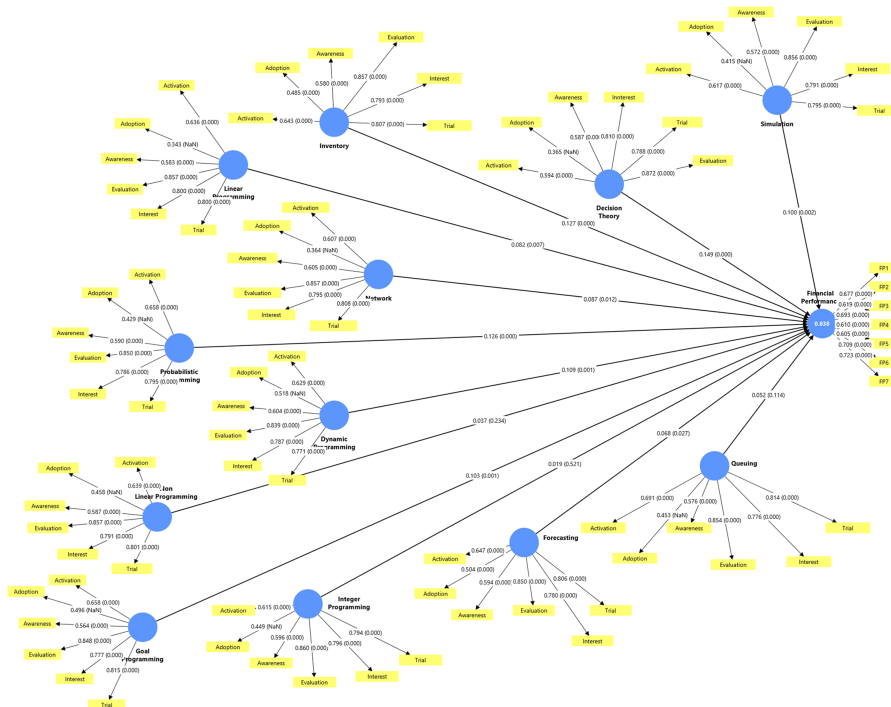 Awareness
Evaluation
Adoption
0.572 (0.000)
0.415 (NaN)
0.856 (0.000)
Activation
Interest
0.617 (0.000)
0.791 (0.000)
0.795 (0.000)
Trial
Simulation
Evaluation
Awareness
Adoption
0.580 (0.000)
0.857 (0.000)
Interest
0.485 (0.000)
0.793 (0.000)
Activation
0.643 (0.000)
0.807 (0.000)
Trial
Inventory
Activation
0.636 (0.000)
Adoption
0.343 (NaN)
Awareness
0.583 (0.000)
0.857 (0.000)
Evaluation
0.800 (0.000)
0.800 (0.000)
Interest
Trial
Linear
Programming
Awareness
Innterest
Adoption
Trial
0.587 (0.000
0.810 (0.000)
0.365 (NaN)
0.788 (0.000)
Activation
Evaluation
0.594 (0.000)
0.872 (0.000)
Decision
Theory
0.100 (0.002)
0.127 (0.000)
0.149 (0.000)
0.082 (0.007)
0.087 (0.012)
0.126 (0.000)
0.109 (0.001)
0.037 (0.234)
0.103 (0.001)
0.019 (0.521)
0.068 (0.027)
0.052 (0.114)
Activation
Adoption
0.607 (0.000)
0.364 (NaN)
Awareness
0.605 (0.000)
0.857 (0.000)
Evaluation
0.795 (0.000)
0.808 (0.000)
Interest
Trial
Network
Financial
Performanc
0.838
0.677 (0.000)
0.619 (0.000)
0.693 (0.000)
0.610 (0.000)
0.605 (0.000)
0.709 (0.000)
0.723 (0.000)
FP1
FP2
FP3
FP4
FP5
FP6
FP7
Activation
Adoption
0.658 (0.000)
0.429 (NaN)
Awareness
0.590 (0.000)
Evaluation
0.850 (0.000)
0.786 (0.000)
0.795 (0.000)
Interest
Trial
Probabilistic
mming
Activation
Adoption
0.629 (0.000)
0.518 (NaN)
Awareness
0.604 (0.000)
0.839 (0.000)
Evaluation
0.787 (0.000)
0.771 (0.000)
Interest
Trial
Dynamic
Programming
Activation
Adoption
0.639 (0.000)
0.458 (NaN)
Awareness
0.587 (0.000)
Evaluation
0.857 (0.000)
0.791 (0.000)
0.801 (0.000)
Interest
Trial
Non
Linear Programming
Activation
Adoption
0.658 (0.000)
0.496 (NaN)
Awareness
0.564 (0.000)
Evaluation
0.848 (0.000)
0.777 (0.000)
0.815 (0.000)
Interest
Trial
Goal
Programming
Integer
Programming
Activation
0.615 (0.000)
0.449 (NaN)
Adoption
0.596 (0.000)
Awareness
0.860 (0.000)
Evaluation
0.796 (0.000)
Interest
0.794 (0.000)
Trial
Forecasting
Activation
0.647 (0.000)
0.504 (0.000)
Adoption
0.594 (0.000
Awareness
0.850 (0.000)
Evaluation
0.780 (0.000)
Interest
0.806 (0.000)
Trial
Queuing
0.691 (0.000)
Activation
0.453 (NaN)
Adoption
0.576 (0.000)
Awareness
0.854 (0.000)
Evaluation
0.776 (0.000)
Interest
0.814 (0.000)
Trial